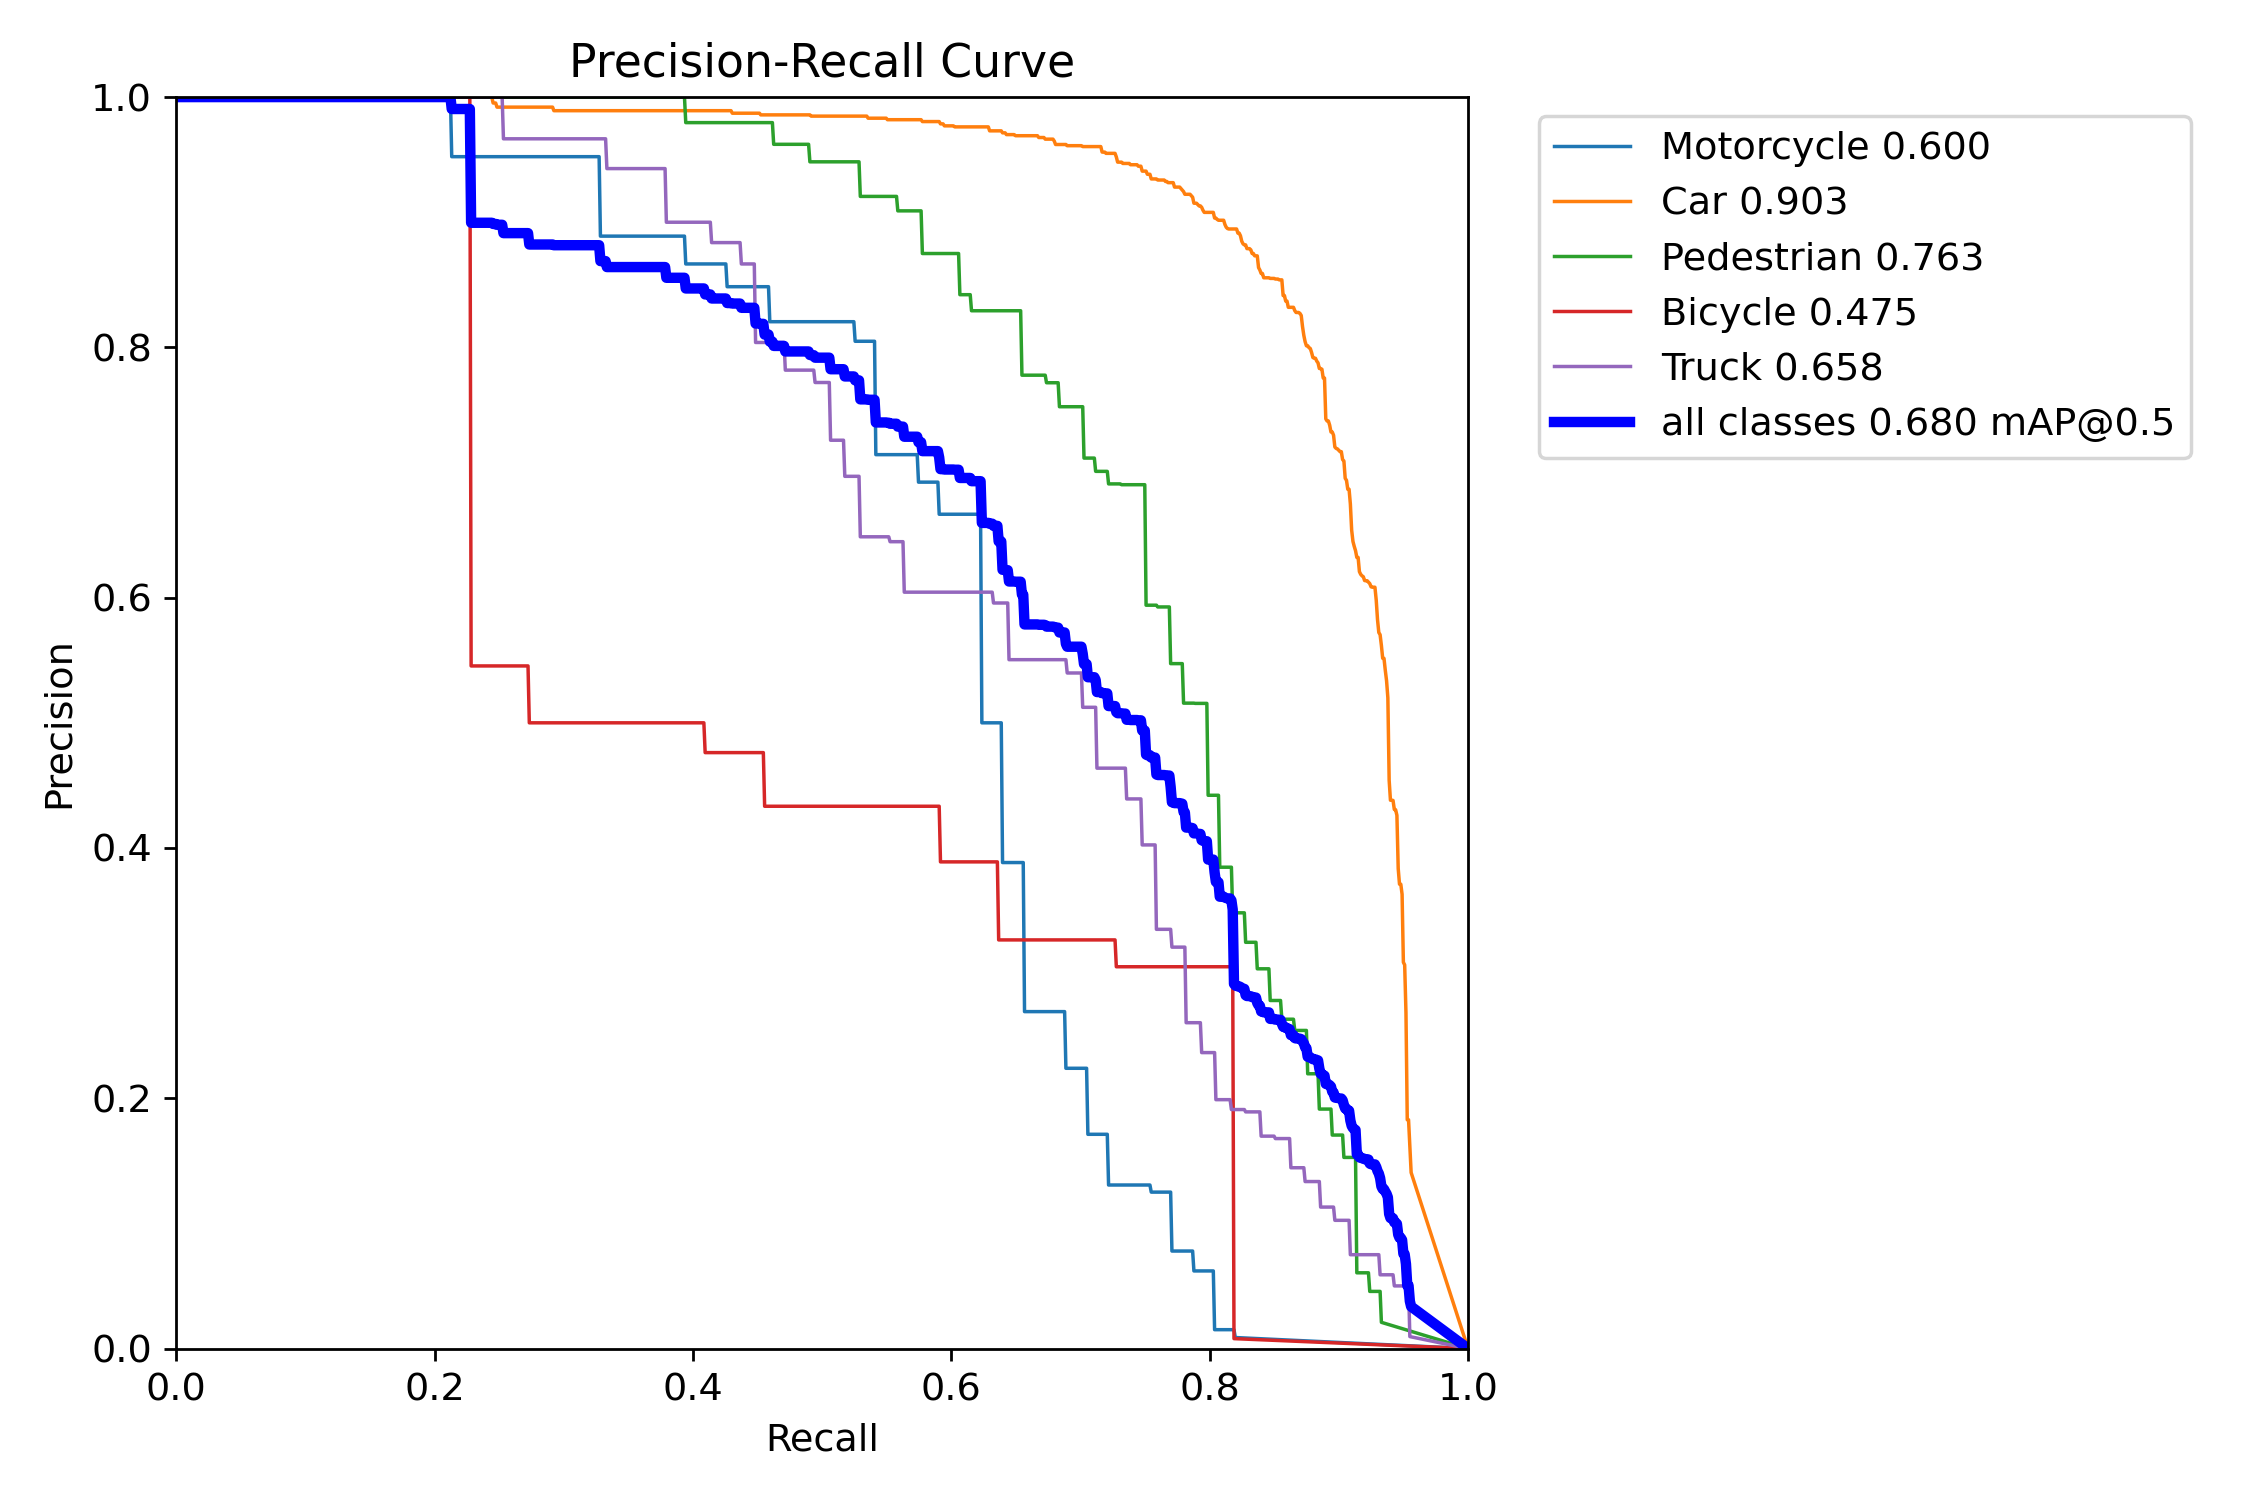 Precision-Recall Curve
1.0
0.8
0.6
0.4
0.2
0.0
Precision
0.0 0.2 0.4 0.6 0.8 1.0
Recall
Motorcycle 0.600
Car 0.903
Pedestrian 0.763
Bicycle 0.475
Truck 0.658
all classes 0.680 mAP@0.5